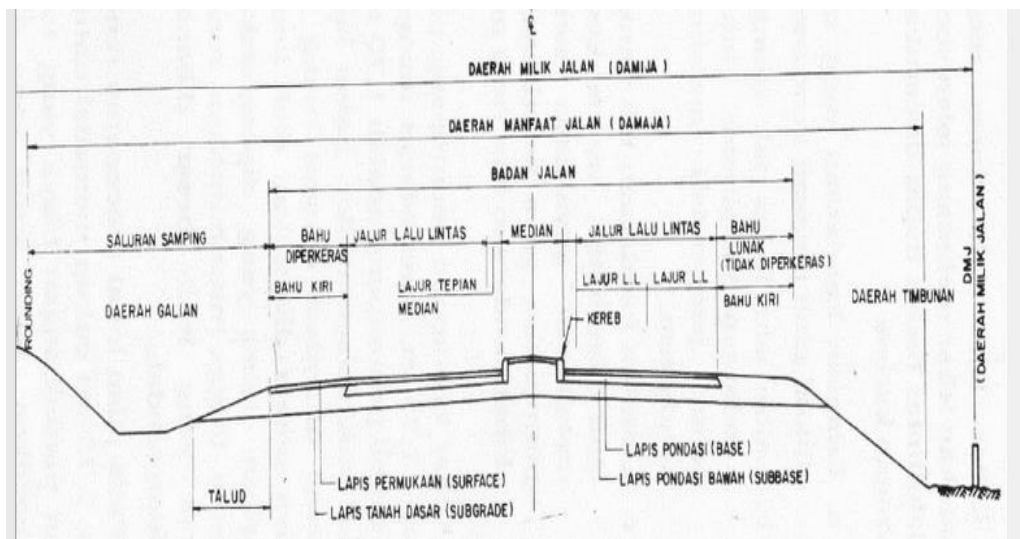 ℄
DAERAH MILIK JALAN (DAMIJA)
DAERAH MANFAAT JALAN (DAMAJA)
BADAN JALAN
SALURAN SAMPING
BAHU
DIPERKERAS
JALUR LALU LINTAS
MEDIAN
JALUR LALU LINTAS
BAHU
LUNAK
(TIDAK DIPERKERAS)
BAHU KIRI
LAJUR TEPIAN
MEDIAN
LAJUR L.L
LAJUR L.L
BAHU KIRI
ROUNDING
DAERAH GALIAN
KEREB
DAERAH TIMBUNAN
DMJ
(DAERAH MILIK JALAN)
LAPIS PONDASI (BASE)
LAPIS PONDASI BAWAH (SUBBASE)
LAPIS PERMUKAAN (SURFACE)
LAPIS TANAH DASAR (SUBGRADE)
TALUD